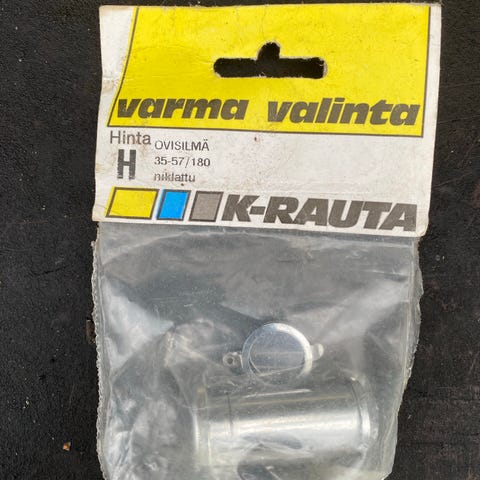 varma valinta
Hinta OVISILMÄ
H 35-57/180
niklattu
K-RAUTA